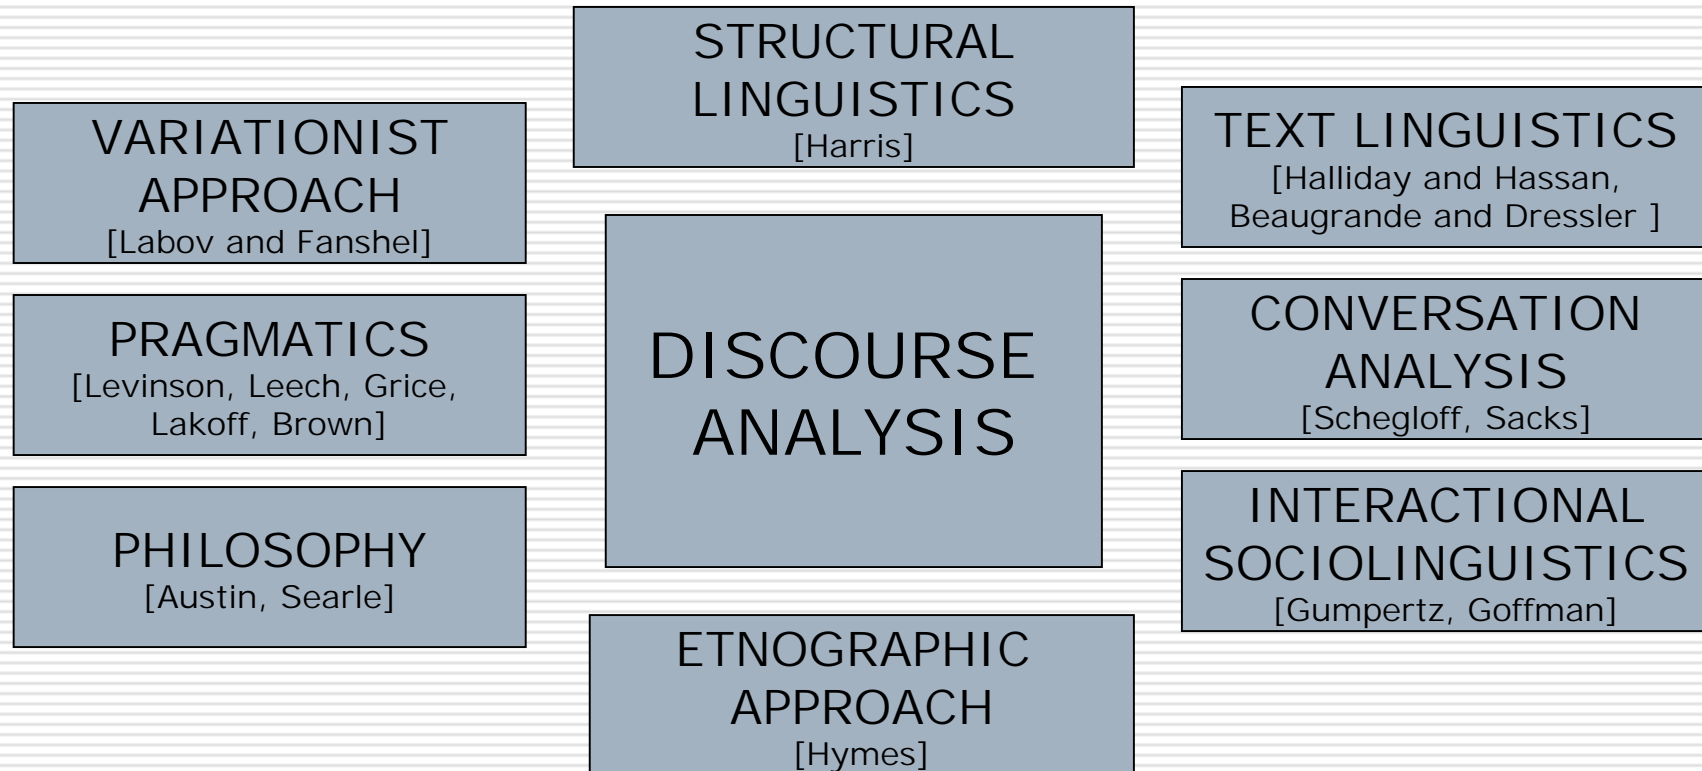 STRUCTURAL
LINGUISTICS
[Harris]
VARIATIONIST
APPROACH
[Labov and Fanshel]
TEXT LINGUISTICS
[Halliday and Hassan,
Beaugrande and Dressler ]
PRAGMATICS
[Levinson, Leech, Grice,
Lakoff, Brown]
DISCOURSE
ANALYSIS
CONVERSATION
ANALYSIS
[Schegloff, Sacks]
PHILOSOPHY
[Austin, Searle]
INTERACTIONAL
SOCIOLINGUISTICS
[Gumpertz, Goffman]
ETNOGRAPHIC
APPROACH
[Hymes]